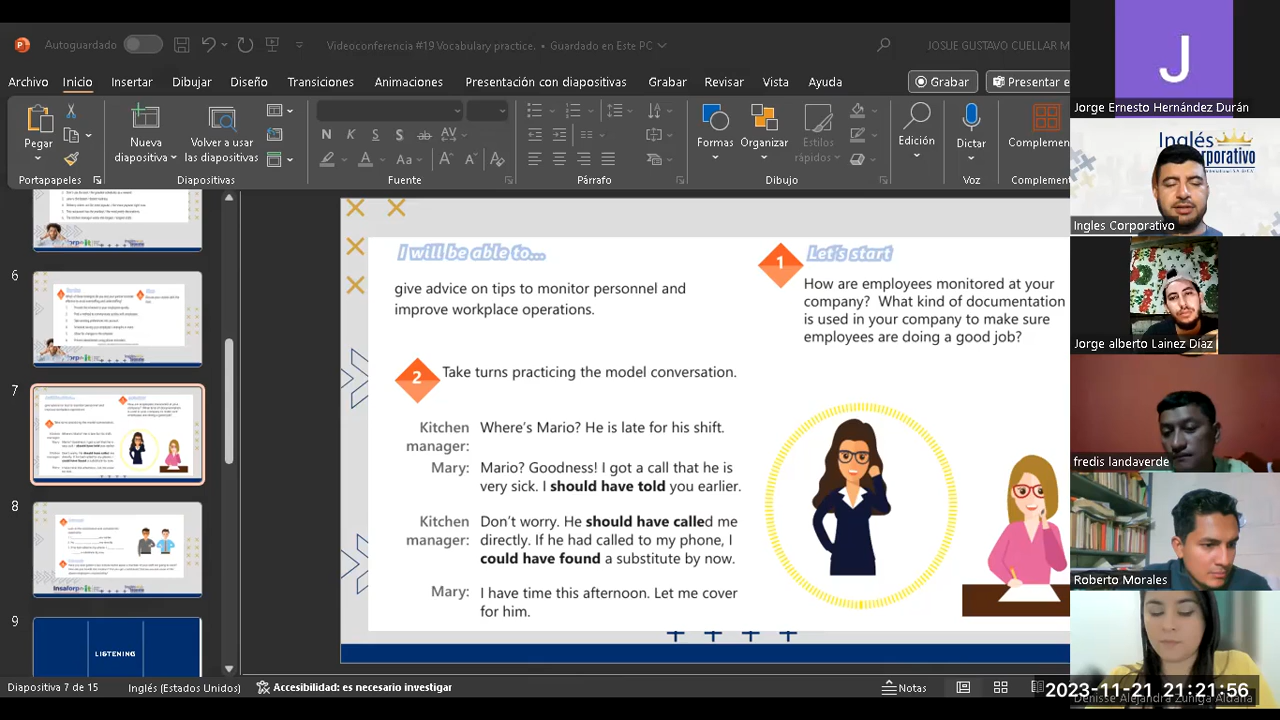 Autoguardado
Videoconferencia #19 Vocabulary practice. • Guardado en Este PC
JOSUE GUSTAVO CUELLAR M
Archivo Inicio Insertar Dibujar Diseño Transiciones Animaciones Presentación con diapositivas Grabar Revisar Vista Ayuda
Grabar
Presentar e
Pegar
Nueva diapositiva
Volver a usar las diapositivas
Formas
Organizar
Estilos rápidos
Edición
Complemen
Portapapeles
Diapositivas
Fuente
Párrafo
Dibujo
Complement
6
7
8
9
LISTENING
I will be able to...
give advice on tips to monitor personnel and
improve workplace operations.
1
Let's start
How are employees monitored at your
What kind of documentation
used in your company to make sure
employees are doing a good job?
2
Take turns practicing the model conversation.
Kitchen manager:
Where's Mario? He is late for his shift.
Mary:
Mario? Goodness! I got a call that he is
very sick. I should have told you earlier.
Kitchen manager:
Don't worry. He should have called me
directly. If he had called to my phone, I
could have found a substitute by now.
Mary:
I have time this afternoon. Let me cover
for him.
Diapositiva 7 de 15
Inglés (Estados Unidos)
Accesibilidad: es necesario investigar
Notas
J
Jorge Ernesto Hernández Durán
Inglés
Ingles Corporativo
Jorge alberto Lainez Díaz
fredis landaverde
Roberto Morales
2023-11-21 21:21:56
Denisse Alejandra Zuniga Aldana